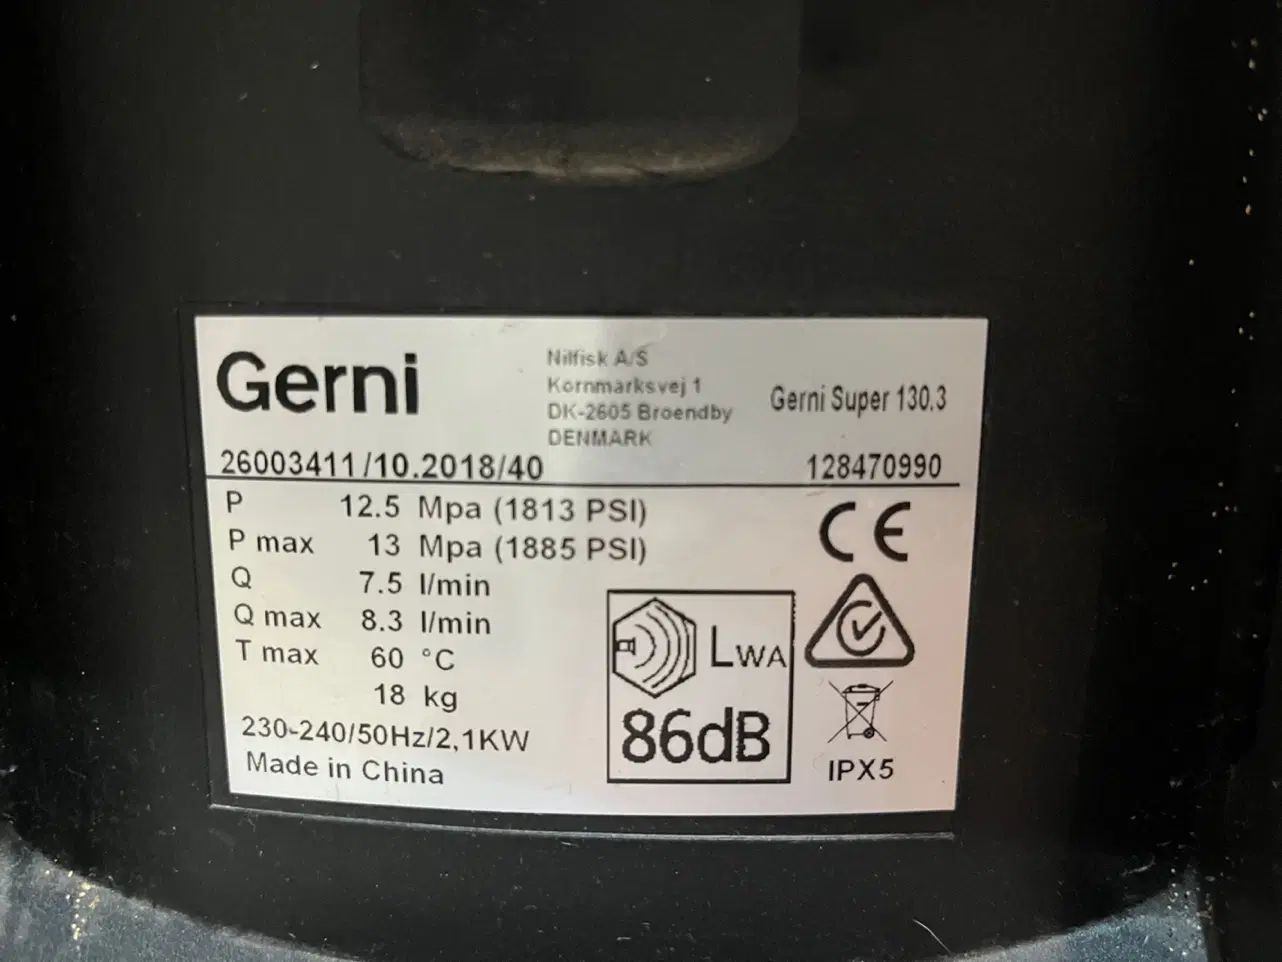 Gerni
Nilfisk A/S
Kornmarksvej 1
DK-2605 Broendby
DENMARK
Gerni Super 130.3
26003411/10.2018/40
128470990
P 12.5 Mpa (1813 PSI)
P max 13 Mpa (1885 PSI)
Q 7.5 l/min
Q max 8.3 l/min
T max 60 °C
18 kg
230-240/50Hz/2,1KW
Made in China
LWA
86dB
CE
IPX5